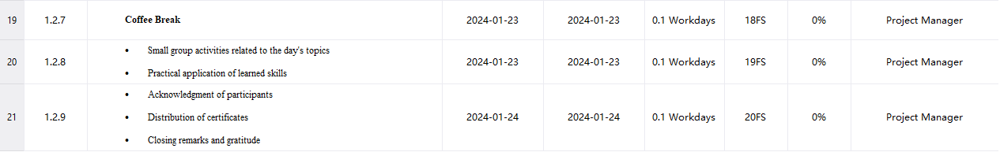 19 1.2.7 Coffee Break 2024-01-23 2024-01-23 0.1 Workdays 18FS 0% Project Manager
• Small group activities related to the day's topics
20 1.2.8 2024-01-23 2024-01-23 0.1 Workdays 19FS 0% Project Manager
• Practical application of learned skills
• Acknowledgment of participants
21 1.2.9 • Distribution of certificates 2024-01-24 2024-01-24 0.1 Workdays 20FS 0% Project Manager
• Closing remarks and gratitude